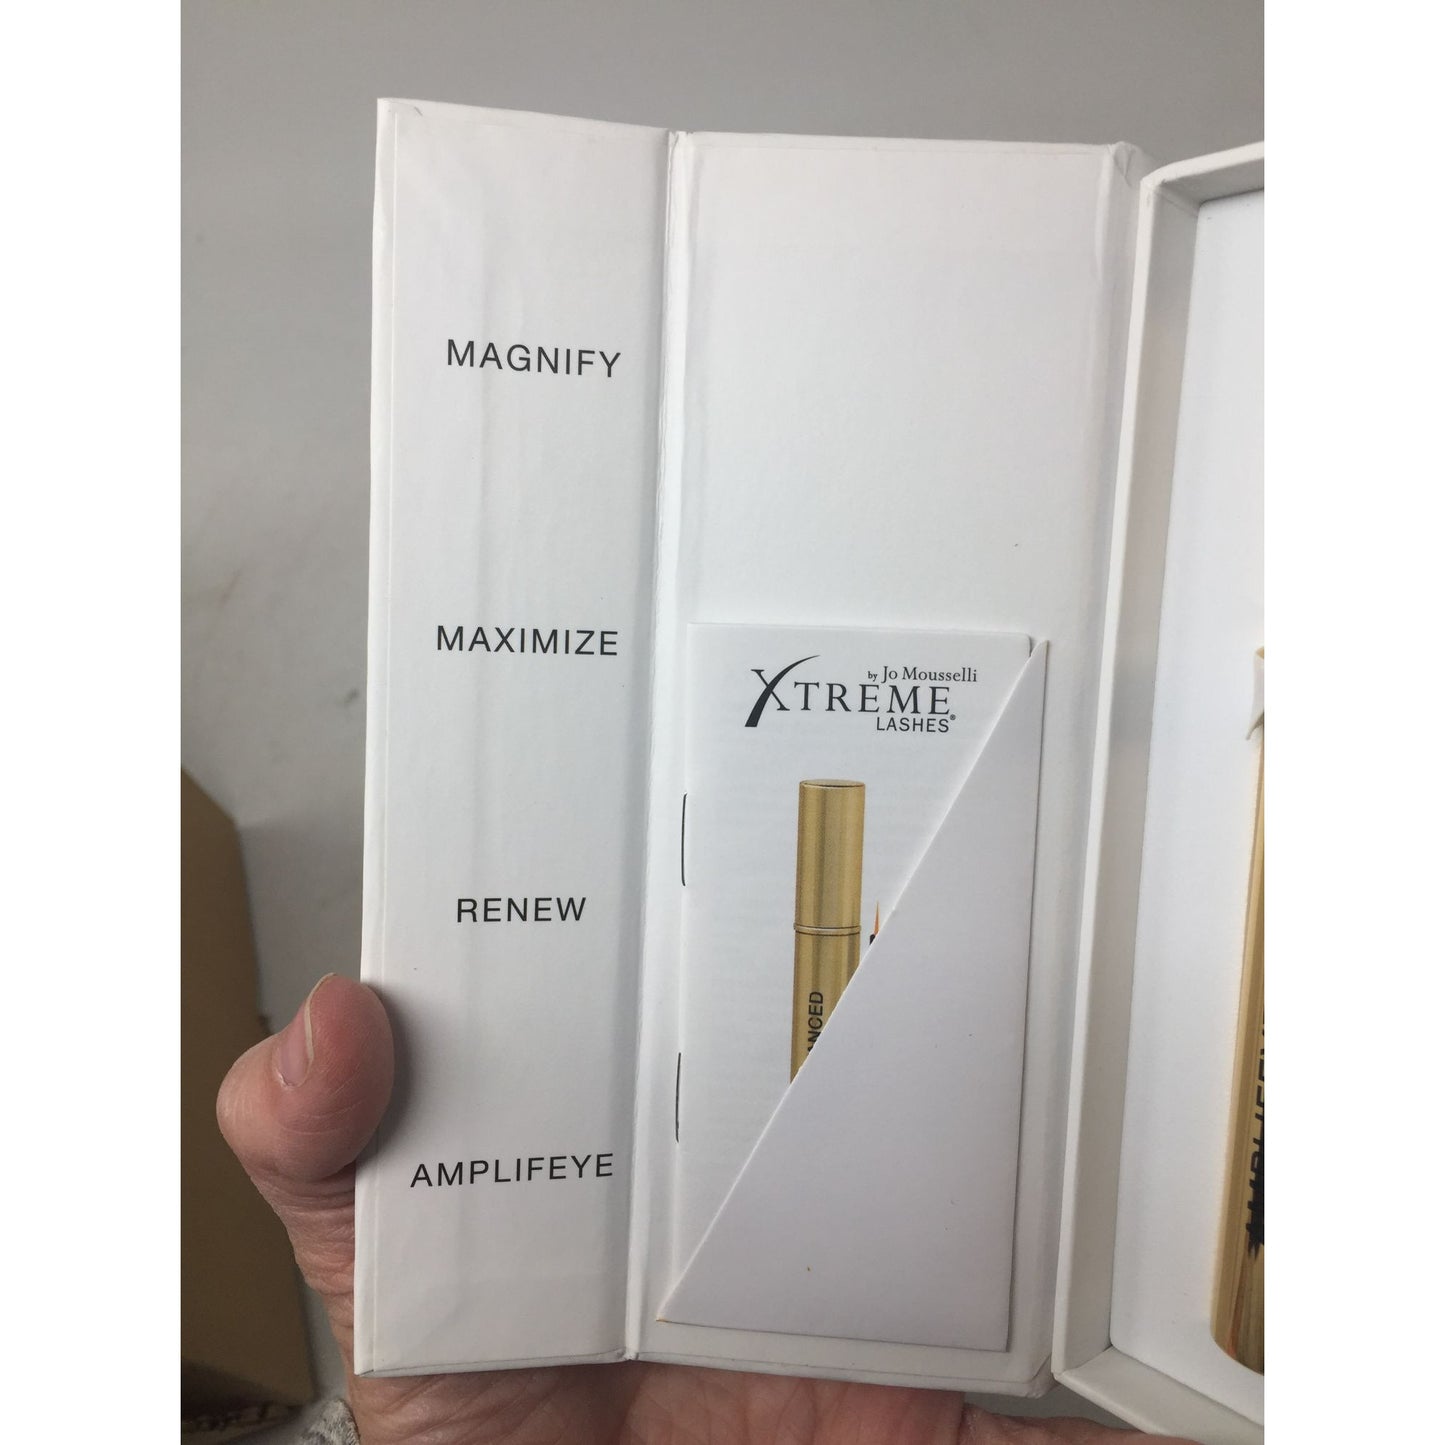 MAGNIFY
MAXIMIZE
RENEW
AMPLIFEYE
by Jo Mousselli
XTREME
LASHES®